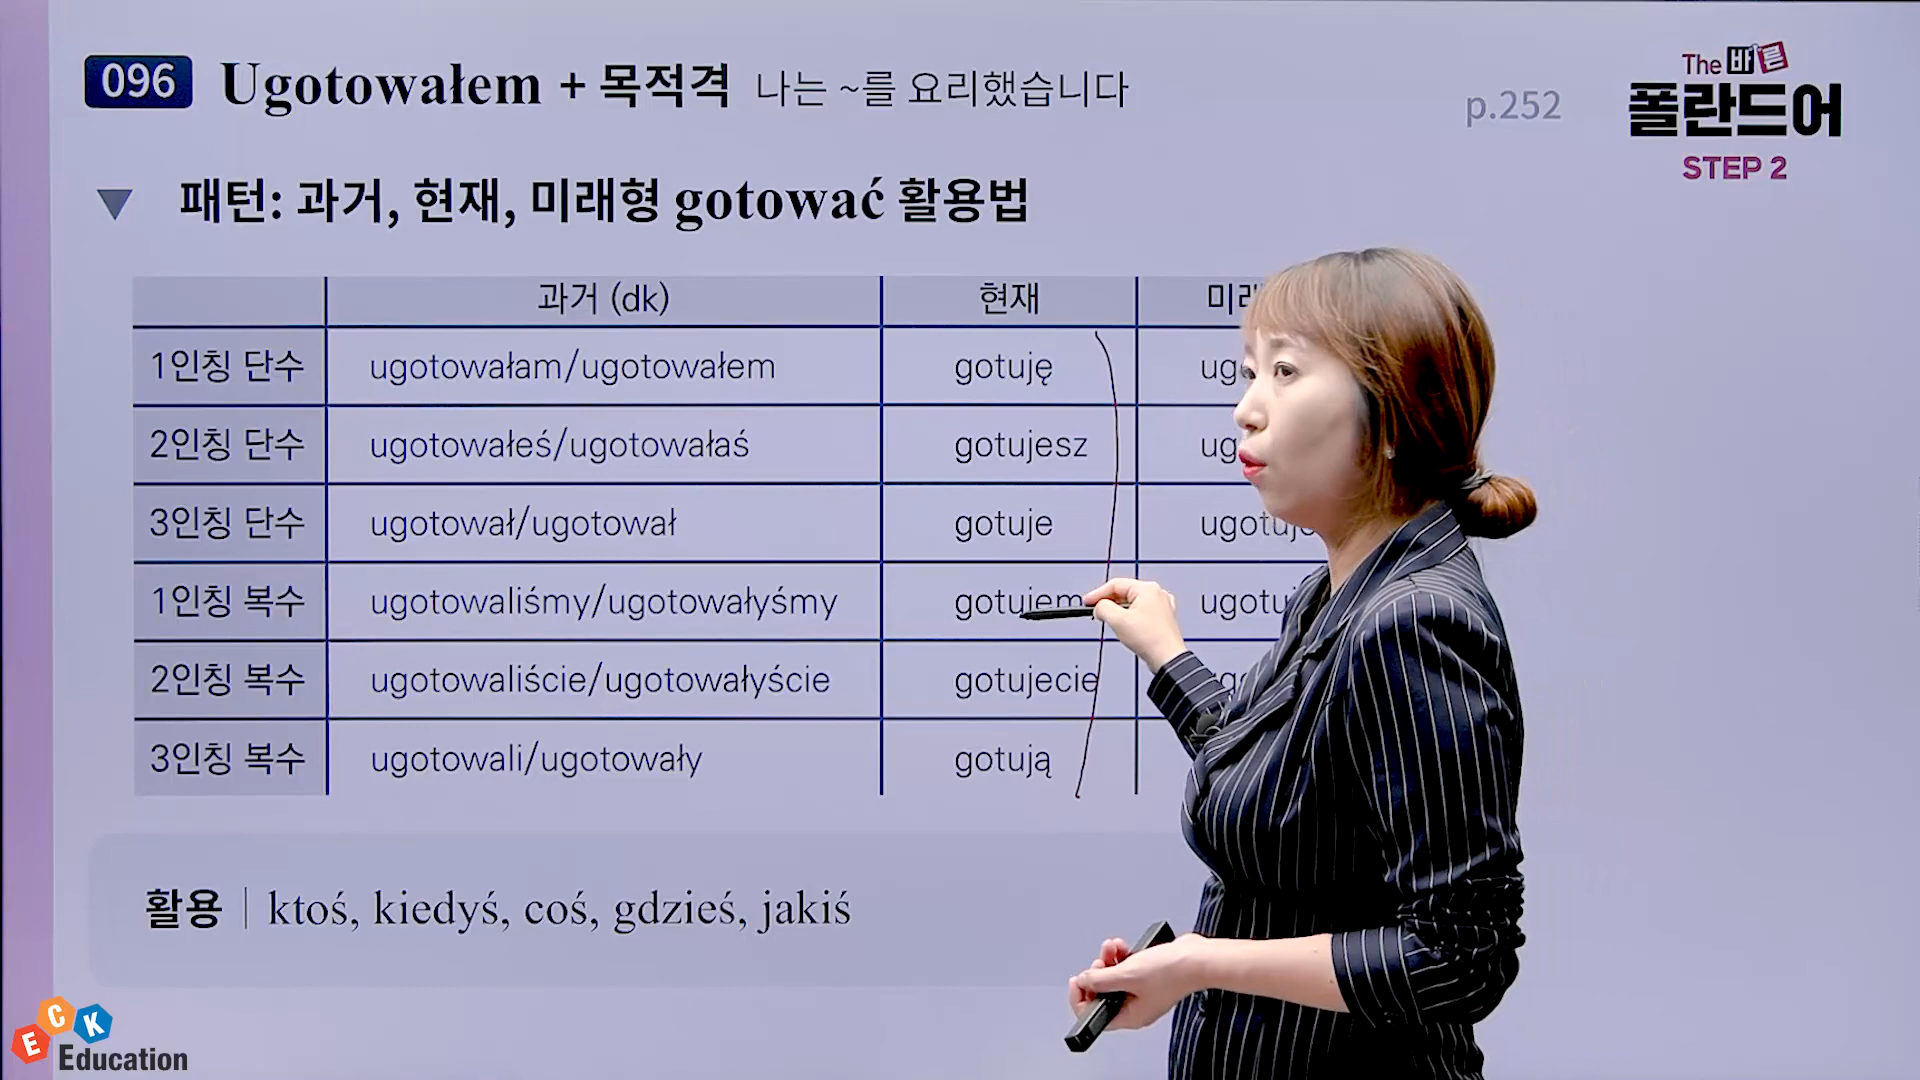 096 Ugotowałem + 목적격 나는 ~를 요리했습니다
p.252
The 바른
폴란드어
STEP 2
▼ 패턴: 과거, 현재, 미래형 gotować 활용법
과거 (dk) 현재
1인칭 단수 ugotowałam/ugotowałem gotuję
2인칭 단수 ugotowałeś/ugotowałaś gotujesz
3인칭 단수 ugotował/ugotował gotuje
1인칭 복수 ugotowaliśmy/ugotowałyśmy
2인칭 복수 ugotowaliście/ugotowałyście gotujecie
3인칭 복수 ugotowali/ugotowały gotują
활용 | ktoś, kiedyś, coś, gdzieś, jakiś
ECK
Education